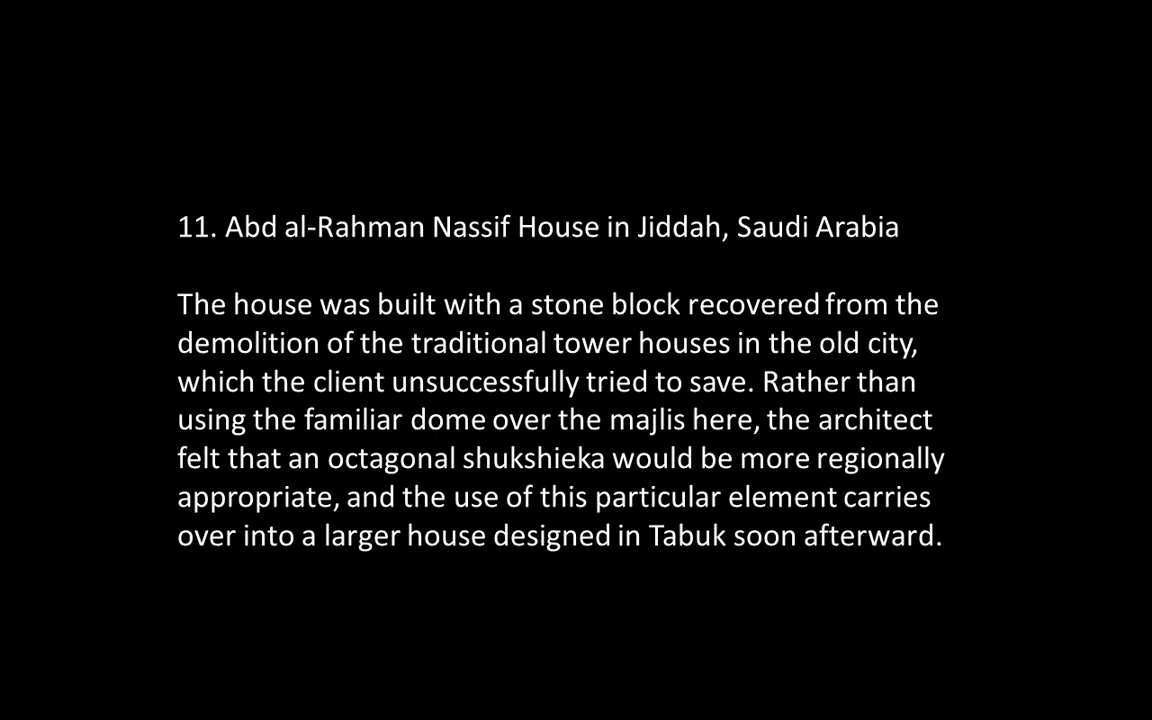 11. Abd al-Rahman Nassif House in Jiddah, Saudi Arabia
The house was built with a stone block recovered from the
demolition of the traditional tower houses in the old city,
which the client unsuccessfully tried to save. Rather than
using the familiar dome over the majlis here, the architect
felt that an octagonal shukshieka would be more regionally
appropriate, and the use of this particular element carries
over into a larger house designed in Tabuk soon afterward.